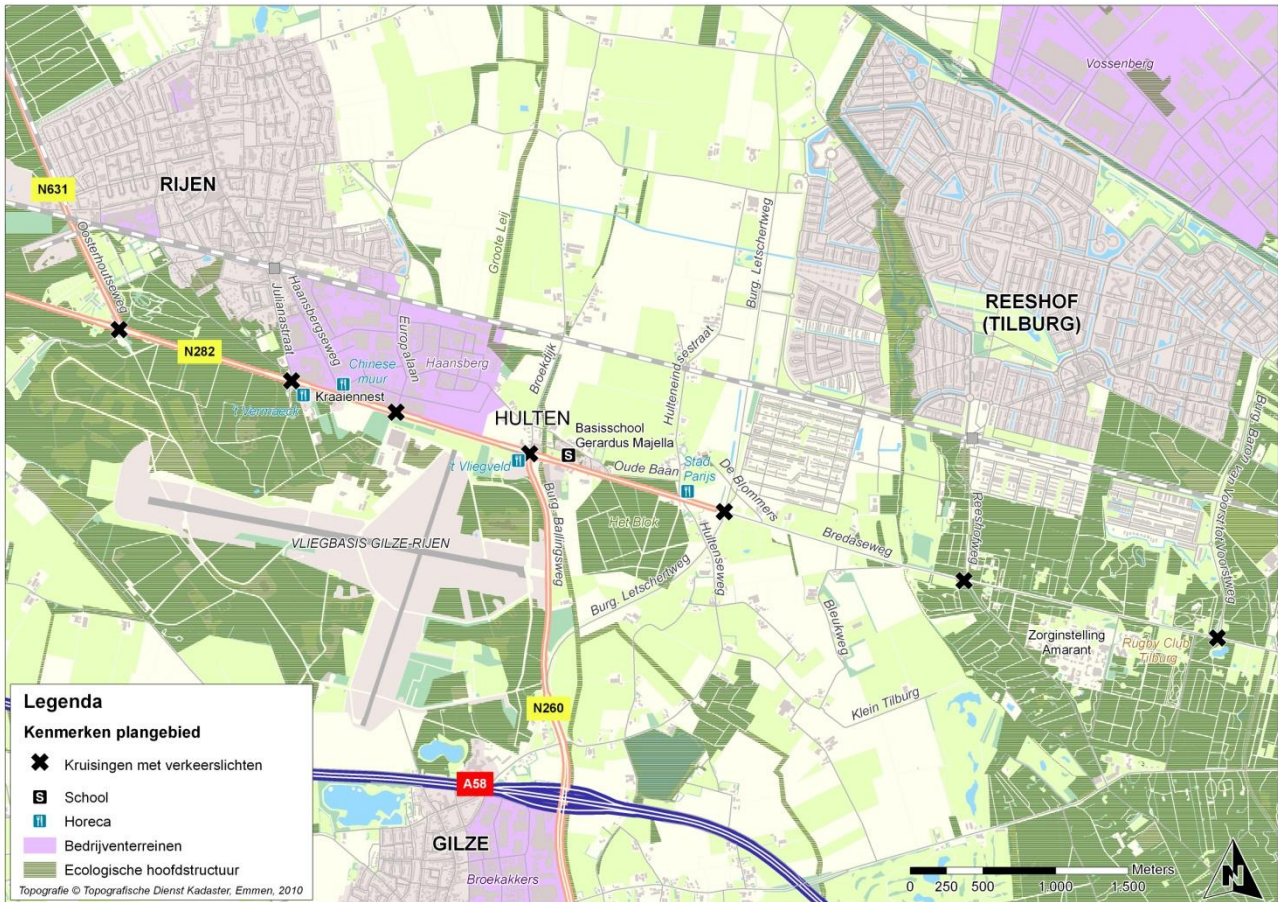 Vossenberg
N631
RIJEN
Oosterhoutseweg
Groote Leij
Burg. Letschertweg
REESHOF
(TILBURG)
N282
Julianastraat
Haansbergseweg
Europalaan
Haansberg
Chinese
muur
't Vermaeck
Kraaiennest
Broekdijk
HULTEN
Hulteneindsestraat
Basisschool
Gerardus Majella
S
't Vliegveld
Oude Baan
Stad
Parijs
De Blommers
Burg. Baron van Voorst tot Voorstweg
Reeshofweg
Het Blok
Bredaseweg
VLIEGBASIS GILZE-RIJEN
Burg. Ballingsweg
Burg. Letschertweg
Hultenseweg
Bleukweg
Zorginstelling
Amarant
Rugby Club
Tilburg
Klein Tilburg
N260
A58
GILZE
Broekakkers
Legenda
Kenmerken plangebied
Kruisingen met verkeerslichten
S School
Horeca
Bedrijventerreinen
Ecologische hoofdstructuur
Topografie © Topografische Dienst Kadaster, Emmen, 2010
Meters
0 250 500 1.000 1.500
N